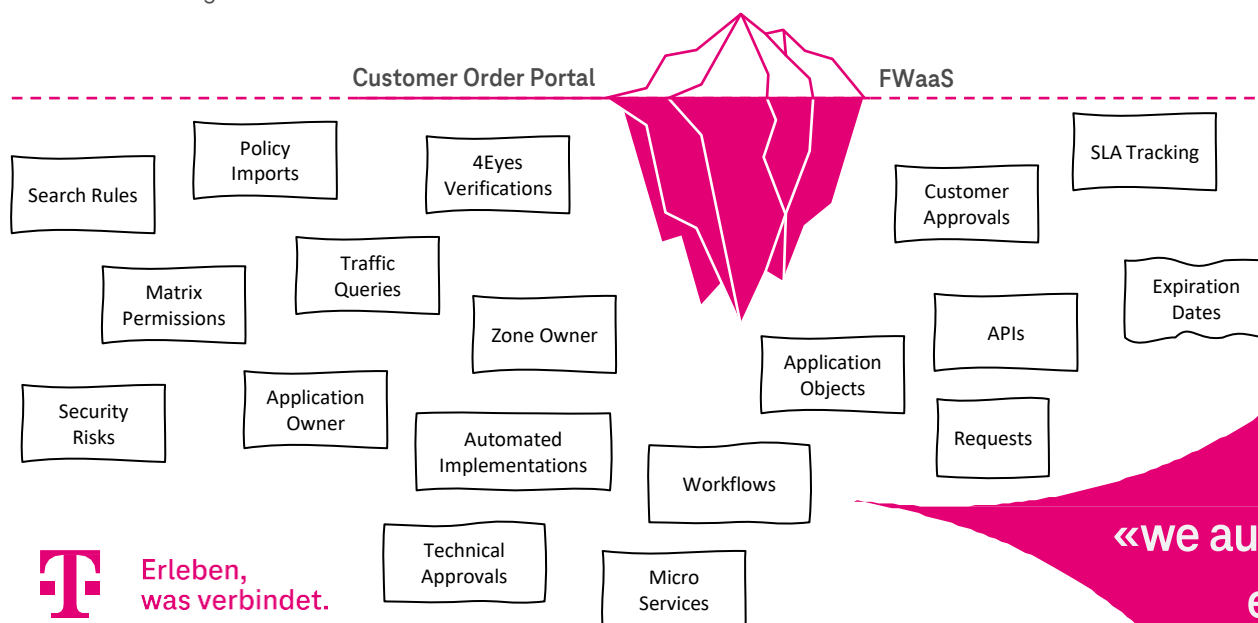 Customer Order Portal
FWaaS
Policy
Imports
4Eyes
Verifications
SLA Tracking
Search Rules
Customer
Approvals
Traffic
Queries
Matrix
Permissions
Expiration
Dates
Zone Owner
APIs
Application
Objects
Security
Risks
Application
Owner
Automated
Implementations
Requests
Workflows
Technical
Approvals
Micro
Services
Erleben,
was verbindet.
«we au
e